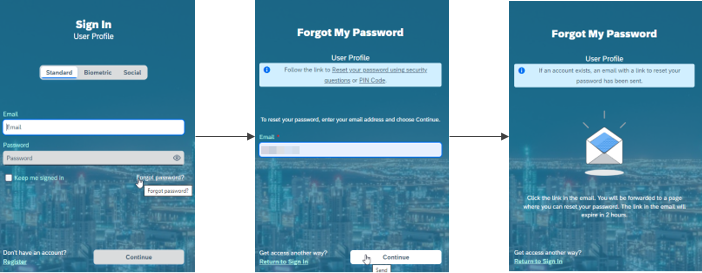 Sign In
User Profile
Standard Biometric Social
Email
Email
Password
Password
Keep me signed in Forgot password?
Forgot password?
Don't have an account?
Register
Continue
Forgot My Password
User Profile
Follow the link to Reset your password using security
questions or PIN Code.
To reset your password, enter your email address and choose Continue.
Email
Get access another way?
Return to Sign In
Continue
Send
Forgot My Password
User Profile
If an account exists, an email with a link to reset your
password has been sent.
Click the link in the email. You will be forwarded to a page
where you can reset your password. The link in the email will
expire in 2 hours.
Get access another way?
Return to Sign In